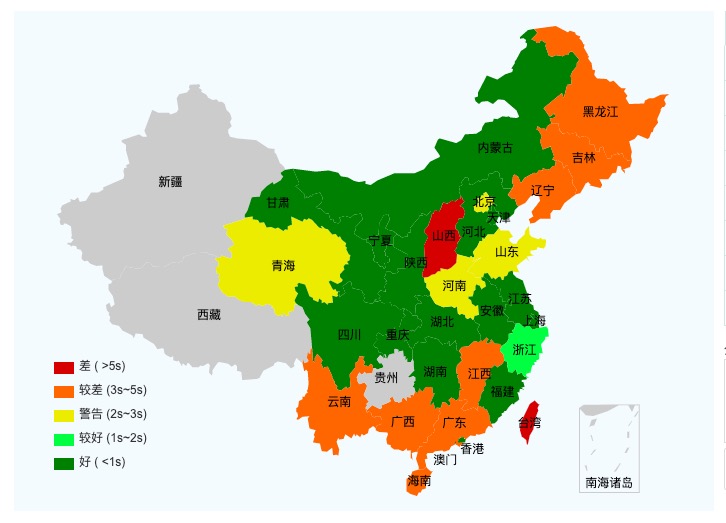 黑龙江
内蒙古
吉林
新疆
辽宁
甘肃
北京
天津
山西
河北
宁夏
山东
陕西
青海
河南
江苏
西藏
安徽
上海
湖北
四川
重庆
浙江
差 ( >5s)
湖南
江西
贵州
较差 (3s~5s)
福建
云南
警告 (2s~3s)
广西
广东
台湾
较好 (1s~2s)
香港
澳门
好 ( <1s)
海南
南海诸岛